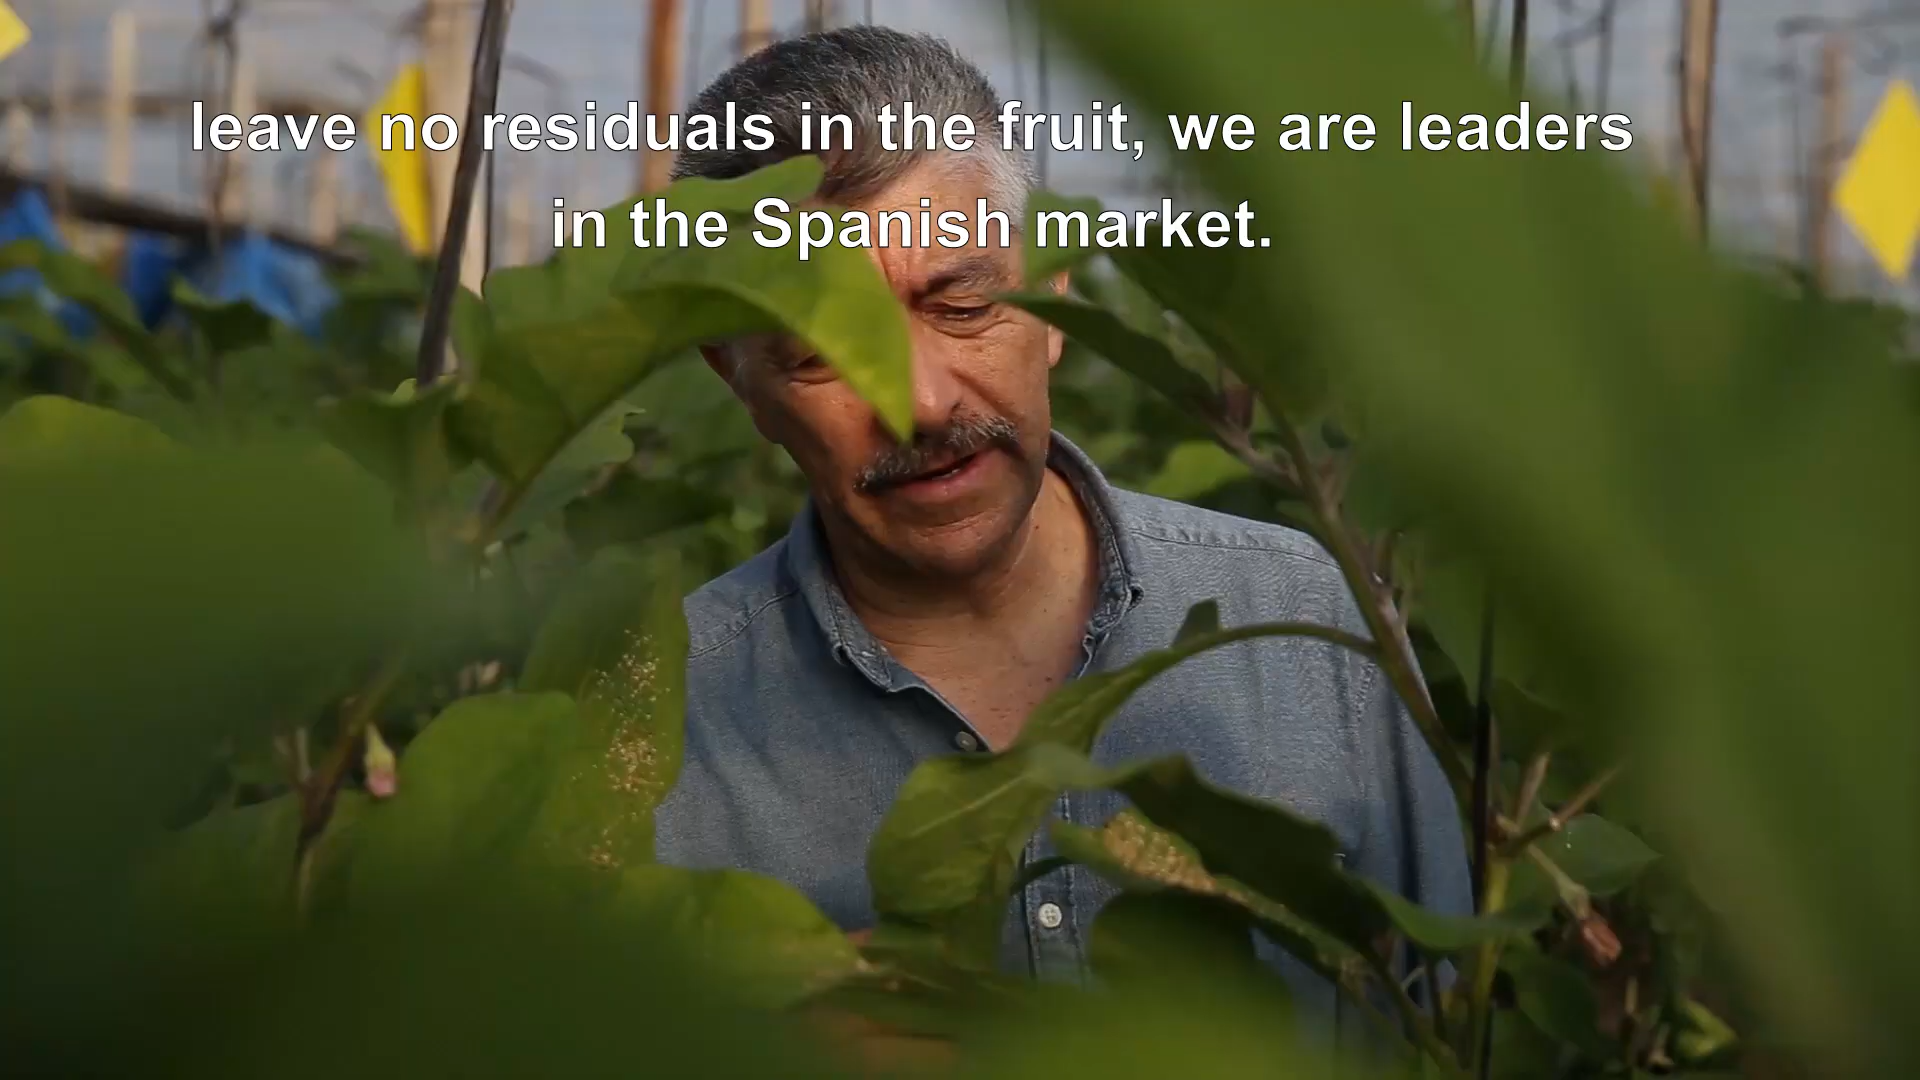 leave no residuals in the fruit, we are leaders
in the Spanish market.